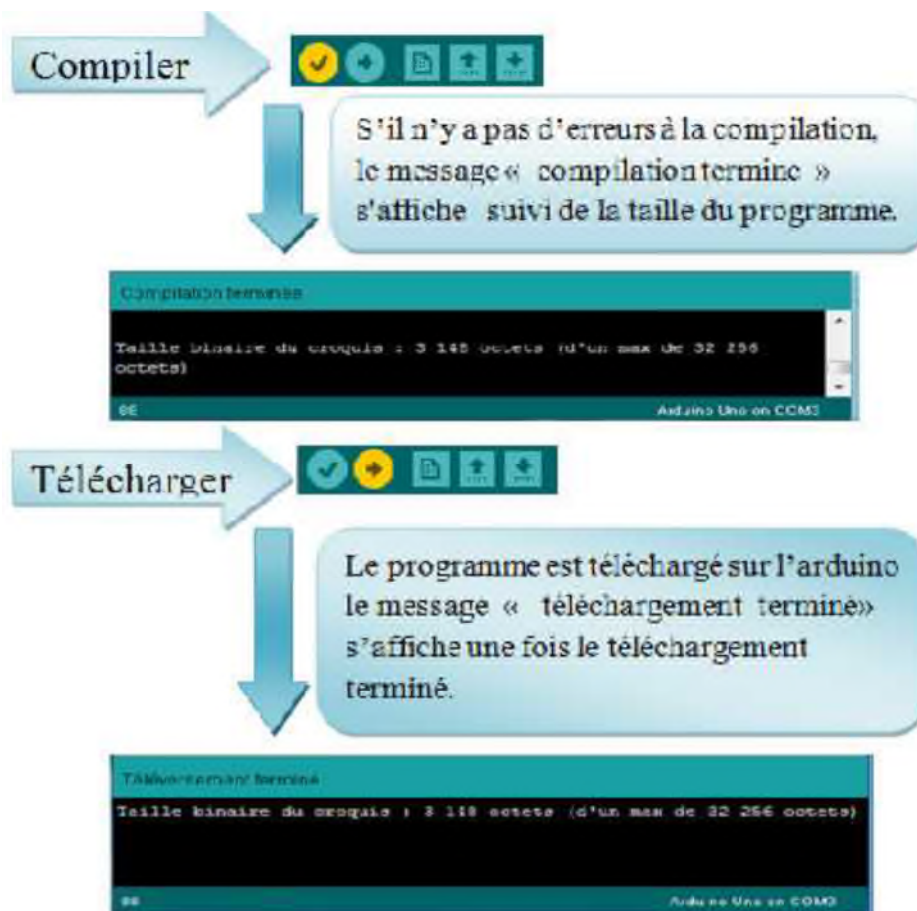 Compiler
S'il n'y a pas d'erreurs à la compilation,
le message « compilation termine »
s'affiche suivi de la taille du programme.
Compilation terminée
Taille binaire du croquis : 3 148 octets (d'un max de 32 256
octets)
Arduino Uno on COM3
Télécharger
Le programme est téléchargé sur l'arduino
le message « téléchargement terminé»
s'affiche une fois le téléchargement
terminé.
Téléversement terminé
Taille binaire du croquis : 3 148 octets (d'un max de 32 256 octets)
Arduino Uno on COM3